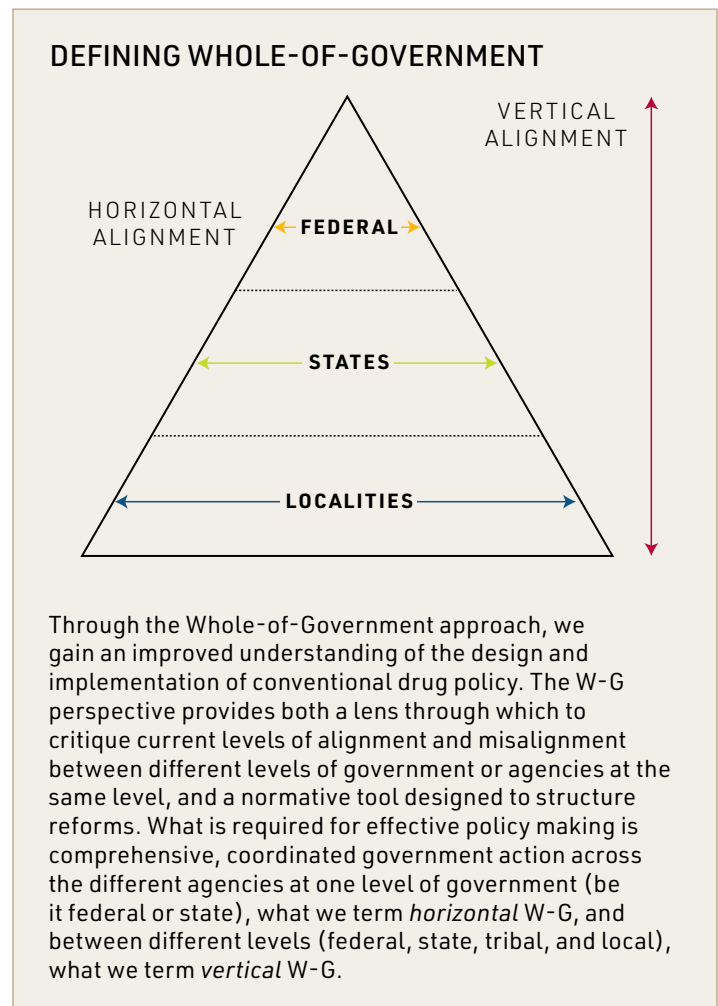 DEFINING WHOLE-OF-GOVERNMENT
VERTICAL
ALIGNMENT
HORIZONTAL
ALIGNMENT
FEDERAL
STATES
LOCALITIES
Through the Whole-of-Government approach, we
gain an improved understanding of the design and
implementation of conventional drug policy. The W-G
perspective provides both a lens through which to
critique current levels of alignment and misalignment
between different levels of government or agencies at the
same level, and a normative tool designed to structure
reforms. What is required for effective policy making is
comprehensive, coordinated government action across
the different agencies at one level of government (be
it federal or state), what we term horizontal W-G, and
between different levels (federal, state, tribal, and local),
what we term vertical W-G.